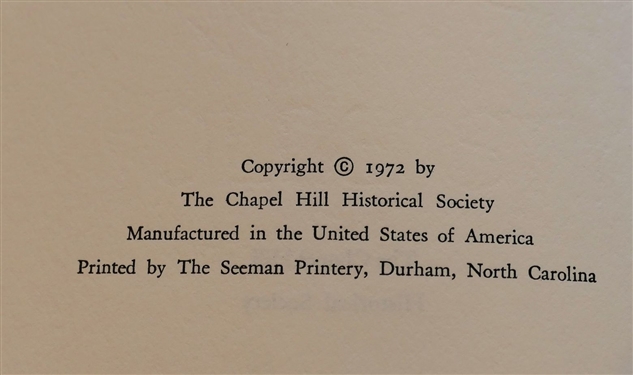 Copyright © 1972 by
The Chapel Hill Historical Society
Manufactured in the United States of America
Printed by The Seeman Printery, Durham, North Carolina